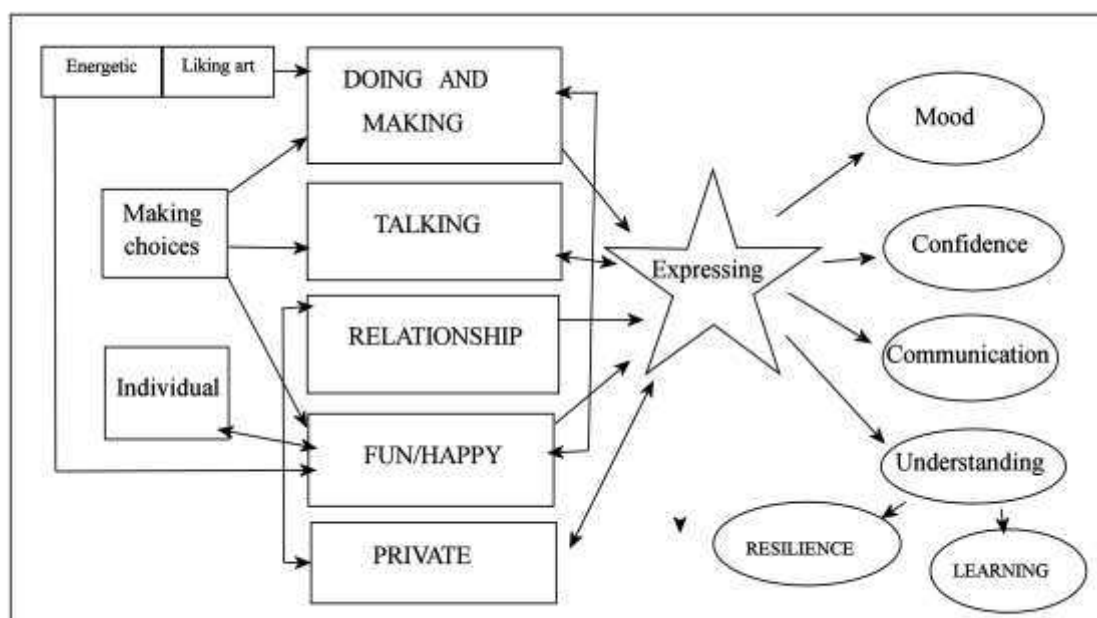 Energetic
Liking art
DOING AND
MAKING
Making
choices
TALKING
RELATIONSHIP
Individual
FUN/HAPPY
PRIVATE
Expressing
Mood
Confidence
Communication
Understanding
RESILIENCE
LEARNING